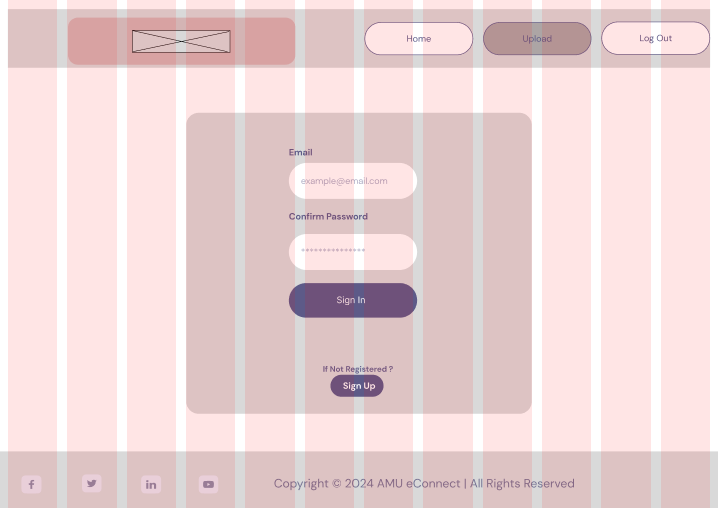 Home
Upload
Log Out
Email
example@email.com
Confirm Password
***************
Sign In
If Not Registered ?
Sign Up
Copyright © 2024 AMU eConnect | All Rights Reserved